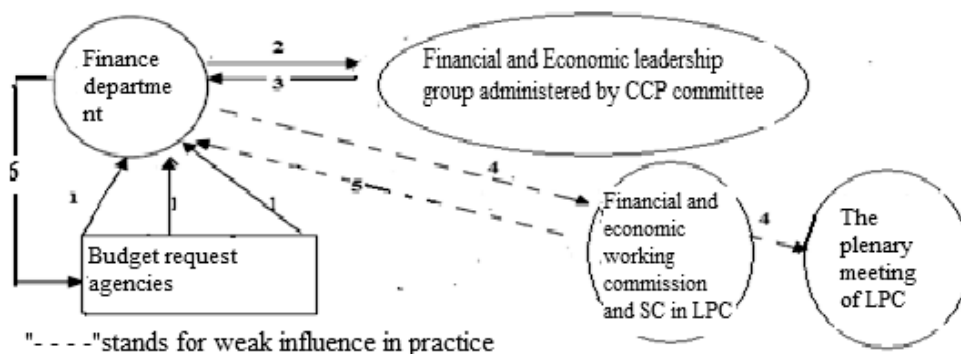 Finance
departme
nt
2
3
Financial and Economic leadership
group administered by CCP committee
6
4
5
1
1
1
Financial and
economic
working
commission
and SC in LPC
4
The
plenary
meeting
of LPC
Budget request
agencies
"- - - -"stands for weak influence in practice